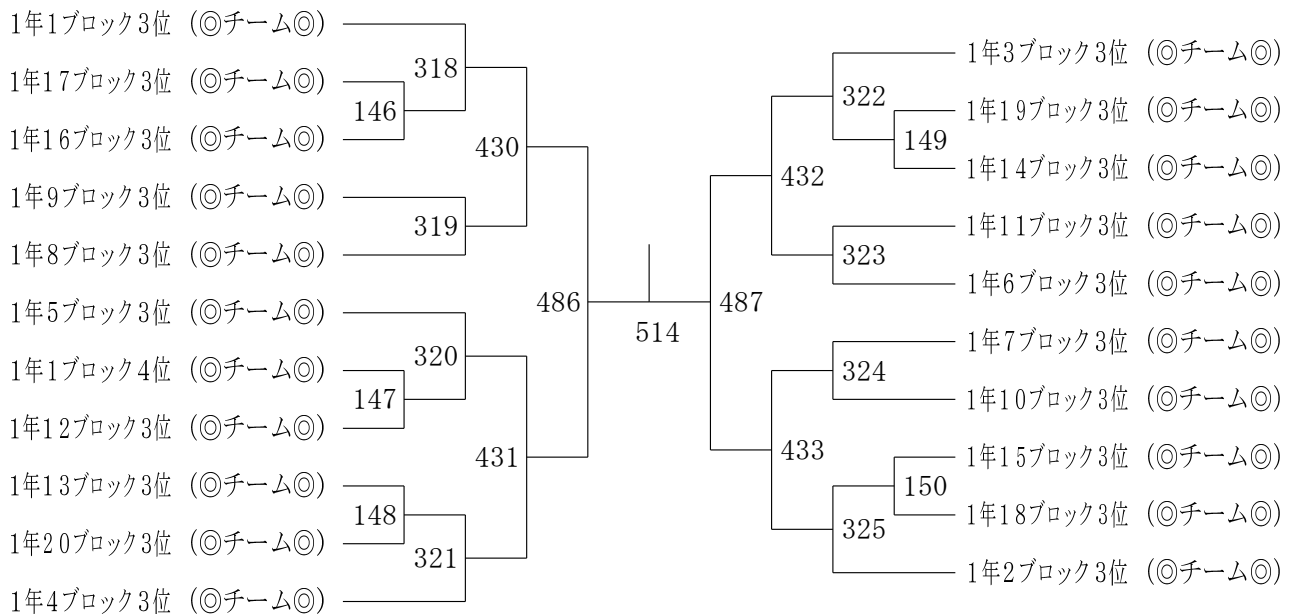 1年1ブロック3位 (◎チーム◎)
1年17ブロック3位 (◎チーム◎)
1年16ブロック3位 (◎チーム◎)
1年9ブロック3位 (◎チーム◎)
1年8ブロック3位 (◎チーム◎)
1年5ブロック3位 (◎チーム◎)
1年1ブロック4位 (◎チーム◎)
1年12ブロック3位 (◎チーム◎)
1年13ブロック3位 (◎チーム◎)
1年20ブロック3位 (◎チーム◎)
1年4ブロック3位 (◎チーム◎)
146
147
148
318
319
320
321
430
431
486
514
487
432
433
322
323
324
325
149
150
1年3ブロック3位 (◎チーム◎)
1年19ブロック3位 (◎チーム◎)
1年14ブロック3位 (◎チーム◎)
1年11ブロック3位 (◎チーム◎)
1年6ブロック3位 (◎チーム◎)
1年7ブロック3位 (◎チーム◎)
1年10ブロック3位 (◎チーム◎)
1年15ブロック3位 (◎チーム◎)
1年18ブロック3位 (◎チーム◎)
1年2ブロック3位 (◎チーム◎)